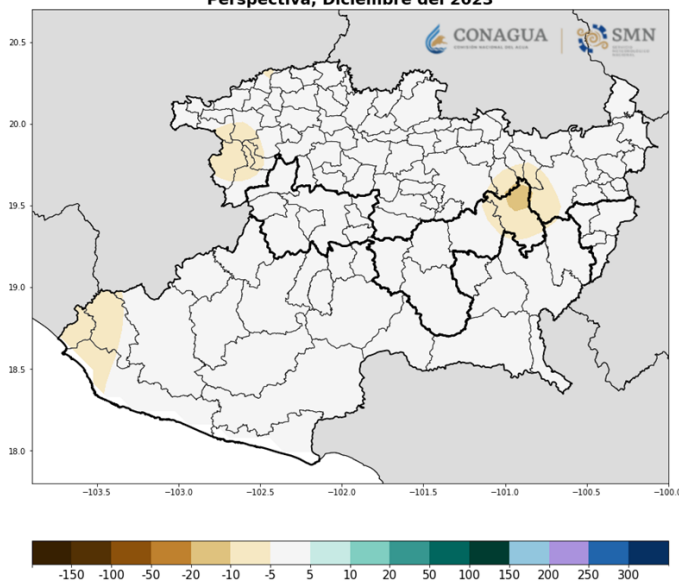 Perspectiva, Diciembre del 2023
CONAGUA
COMISIÓN NACIONAL DEL AGUA
SMN
20.5
20.0
19.5
19.0
18.5
18.0
−103.5 −103.0 −102.5 −102.0 −101.5 −101.0 −100.5 −100.0
-150 -100 -50 -20 -10 -5 5 10 20 50 100 150 200 250 300